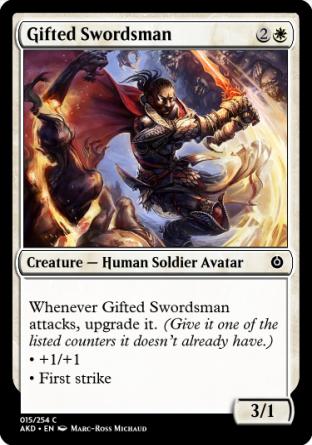 Gifted Swordsman 2
Creature — Human Soldier Avatar
Whenever Gifted Swordsman
attacks, upgrade it. (Give it one of the
listed counters it doesn't already have.)
• +1/+1
• First strike
3/1
015/254 C
AKD • EN Marc-Ross Michaud